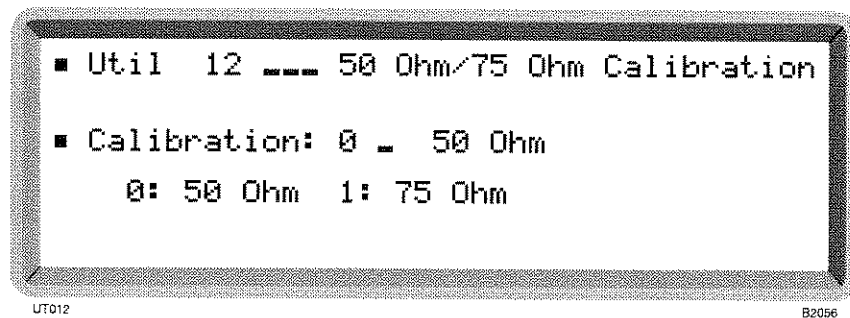 ▪ Util 12 ___ 50 Ohm/75 Ohm Calibration
▪ Calibration: 0 _ 50 Ohm
0: 50 Ohm 1: 75 Ohm
UT012
B2056